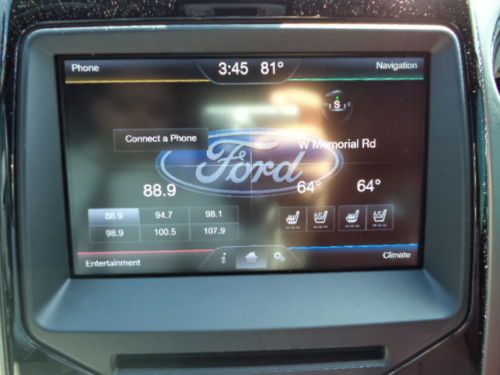 Phone 3:45 81° Navigation
S
Connect a Phone
W Memorial Rd
Ford
88.9 64° 64°
88.9 94.7 98.1
98.9 100.5 107.9
Entertainment Climate